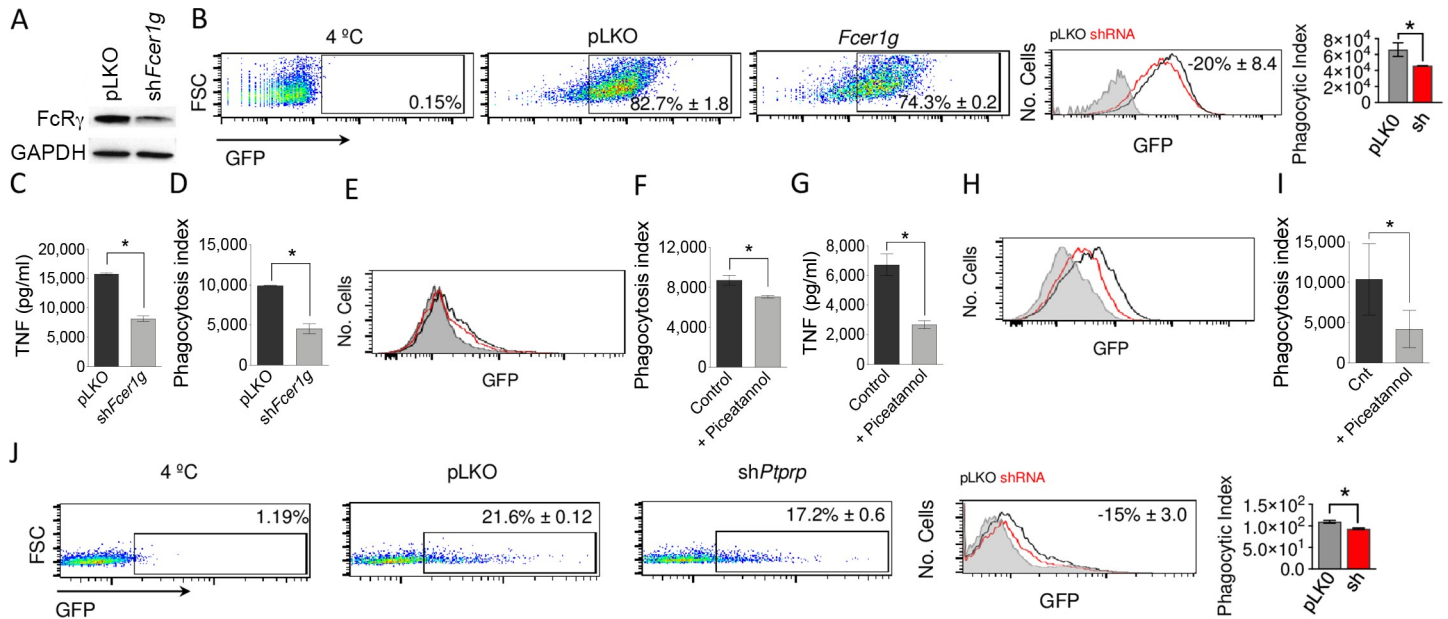 A
pLKO
shFcer1g
FcRγ
GAPDH
B
4 ºC
pLKO
Fcer1g
FSC
0.15%
82.7% ± 1.8
74.3% ± 0.2
GFP
pLKO shRNA
No. Cells
-20% ± 8.4
GFP
Phagocytic Index
8×10⁴
6×10⁴
4×10⁴
2×10⁴
0
pLK0
sh
*
C
TNF (pg/ml)
20,000
15,000
10,000
5,000
0
*
pLKO
shFcer1g
D
Phagocytosis index
15,000
10,000
5,000
0
*
pLKO
shFcer1g
E
No. Cells
GFP
F
Phagocytosis index
12,000
8,000
4,000
0
*
Control
+ Piceatannol
G
TNF (pg/ml)
8,000
6,000
4,000
2,000
0
*
Control
+ Piceatannol
H
No. Cells
GFP
I
Phagocytosis index
15,000
10,000
5,000
0
*
Cnt
+ Piceatannol
J
4 ºC
pLKO
shPtprp
FSC
1.19%
21.6% ± 0.12
17.2% ± 0.6
GFP
pLKO shRNA
No. Cells
-15% ± 3.0
GFP
Phagocytic Index
1.5×10²
1.0×10²
5.0×10¹
0.0
*
pLK0
sh